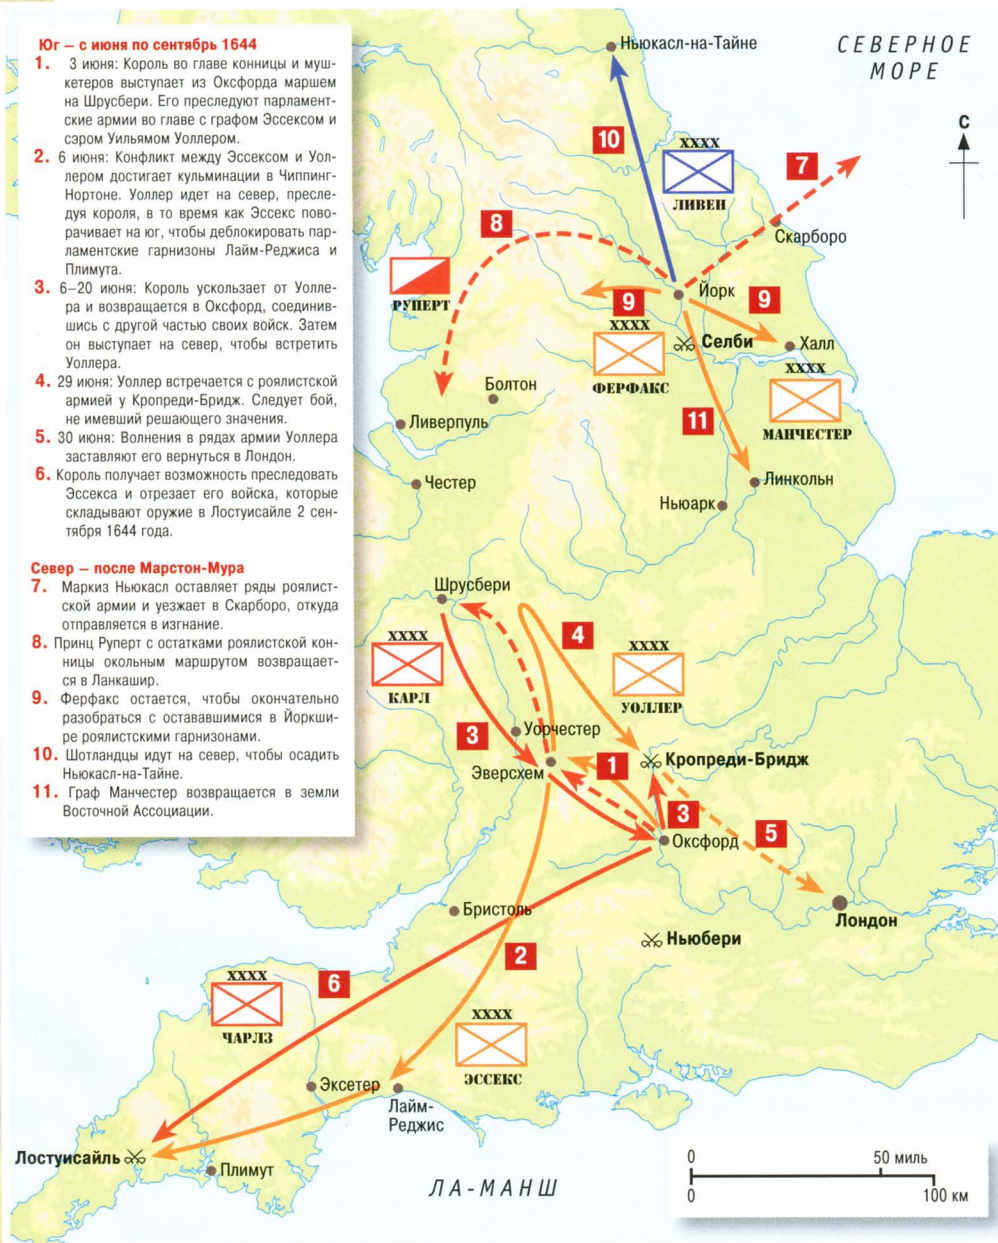 Юг – с июня по сентябрь 1644
1. 3 июня: Король во главе конницы и муш-
кетеров выступает из Оксфорда маршем
на Шрусбери. Его преследуют парламент-
ские армии во главе с графом Эссексом и
сэром Уильямом Уоллером.
2. 6 июня: Конфликт между Эссексом и Уол-
лером достигает кульминации в Чиппинг-
Нортоне. Уоллер идет на север, пресле-
дуя короля, в то время как Эссекс пово-
рачивает на юг, чтобы деблокировать пар-
ламентские гарнизоны Лайм-Реджиса и
Плимута.
3. 6–20 июня: Король ускользает от Уолле-
ра и возвращается в Оксфорд, соединив-
шись с другой частью своих войск. Затем
он выступает на север, чтобы встретить
Уоллера.
4. 29 июня: Уоллер встречается с роялистской
армией у Кропреди-Бридж. Следует бой,
не имевший решающего значения.
5. 30 июня: Волнения в рядах армии Уоллера
заставляют его вернуться в Лондон.
6. Король получает возможность преследовать
Эссекса и отрезает его войска, которые
складывают оружие в Лостуисайле 2 сен-
тября 1644 года.
Север – после Марстон-Мура
7. Маркиз Ньюкасл оставляет ряды роялист-
ской армии и уезжает в Скарборо, откуда
отправляется в изгнание.
8. Принц Руперт с остатками роялистской кон-
ницы окольным маршрутом возвращает-
ся в Ланкашир.
9. Ферфакс остается, чтобы окончательно
разобраться с остававшимися в Йоркши-
ре роялистскими гарнизонами.
10. Шотландцы идут на север, чтобы осадить
Ньюкасл-на-Тайне.
11. Граф Манчестер возвращается в земли
Восточной Ассоциации.
Ньюкасл-на-Тайне
СЕВЕРНОЕ
МОРЕ
С
10
XXXX
ЛИВЕН
7
8
Скарборо
РУПЕРТ
Йорк
9
9
XXXX
ФЕРФАКС
Селби
Халл
XXXX
МАНЧЕСТЕР
Болтон
Ливерпуль
11
Честер
Линкольн
Ньюарк
Шрусбери
XXXX
КАРЛ
4
XXXX
УОЛЛЕР
3
Уорчестер
Эверсхем
1
Кропреди-Бридж
3
Оксфорд
5
Лондон
Бристоль
Ньюбери
2
6
XXXX
ЧАРЛЗ
XXXX
ЭССЕКС
Эксетер
Лайм-
Реджис
Лостуисайль
Плимут
ЛА-МАНШ
0
50 миль
0
100 км